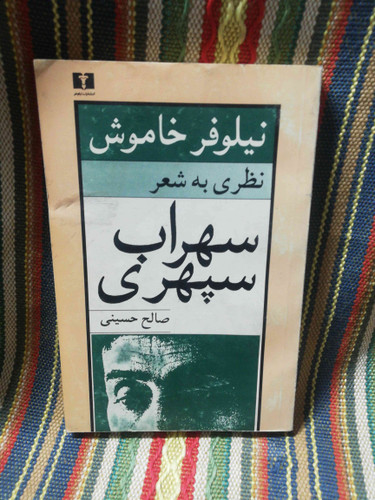 نیلوفر خاموش
نظری به شعر
سهراب
سپهری
صالح حسینی